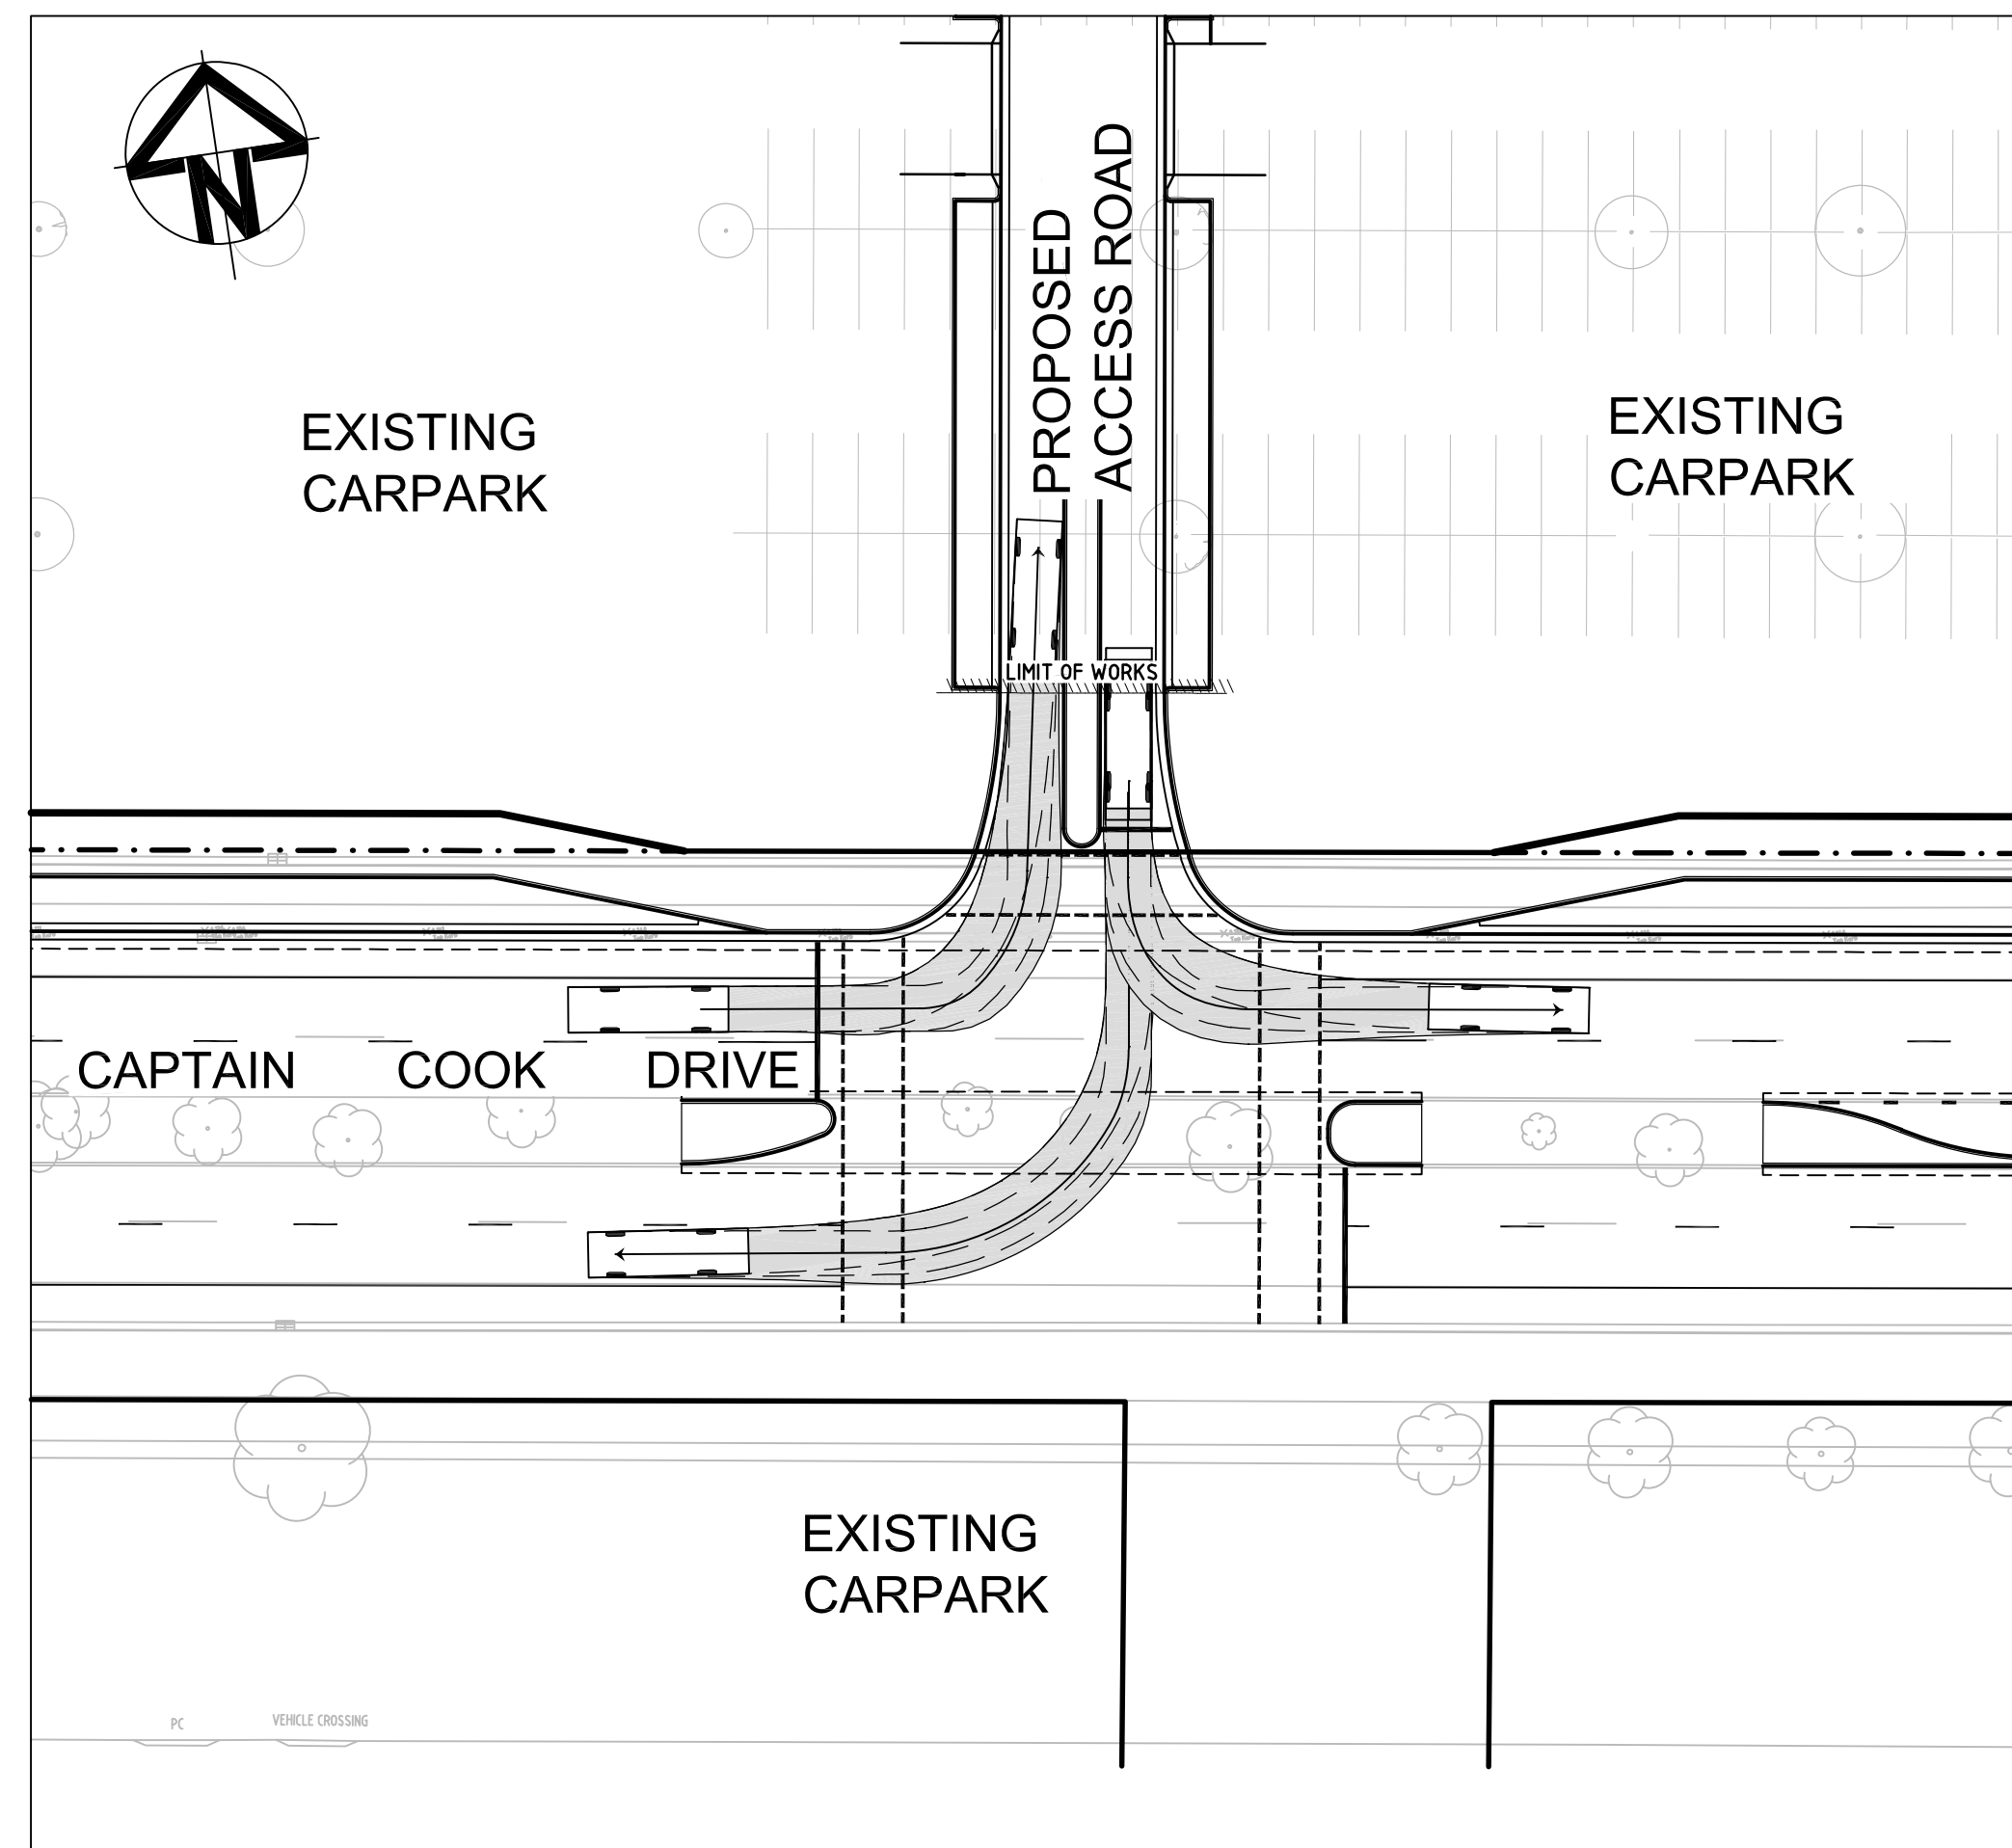 N
PROPOSED
ACCESS ROAD
EXISTING
CARPARK
EXISTING
CARPARK
LIMIT OF WORKS
CAPTAIN COOK DRIVE
EXISTING
CARPARK
PC
VEHICLE CROSSING